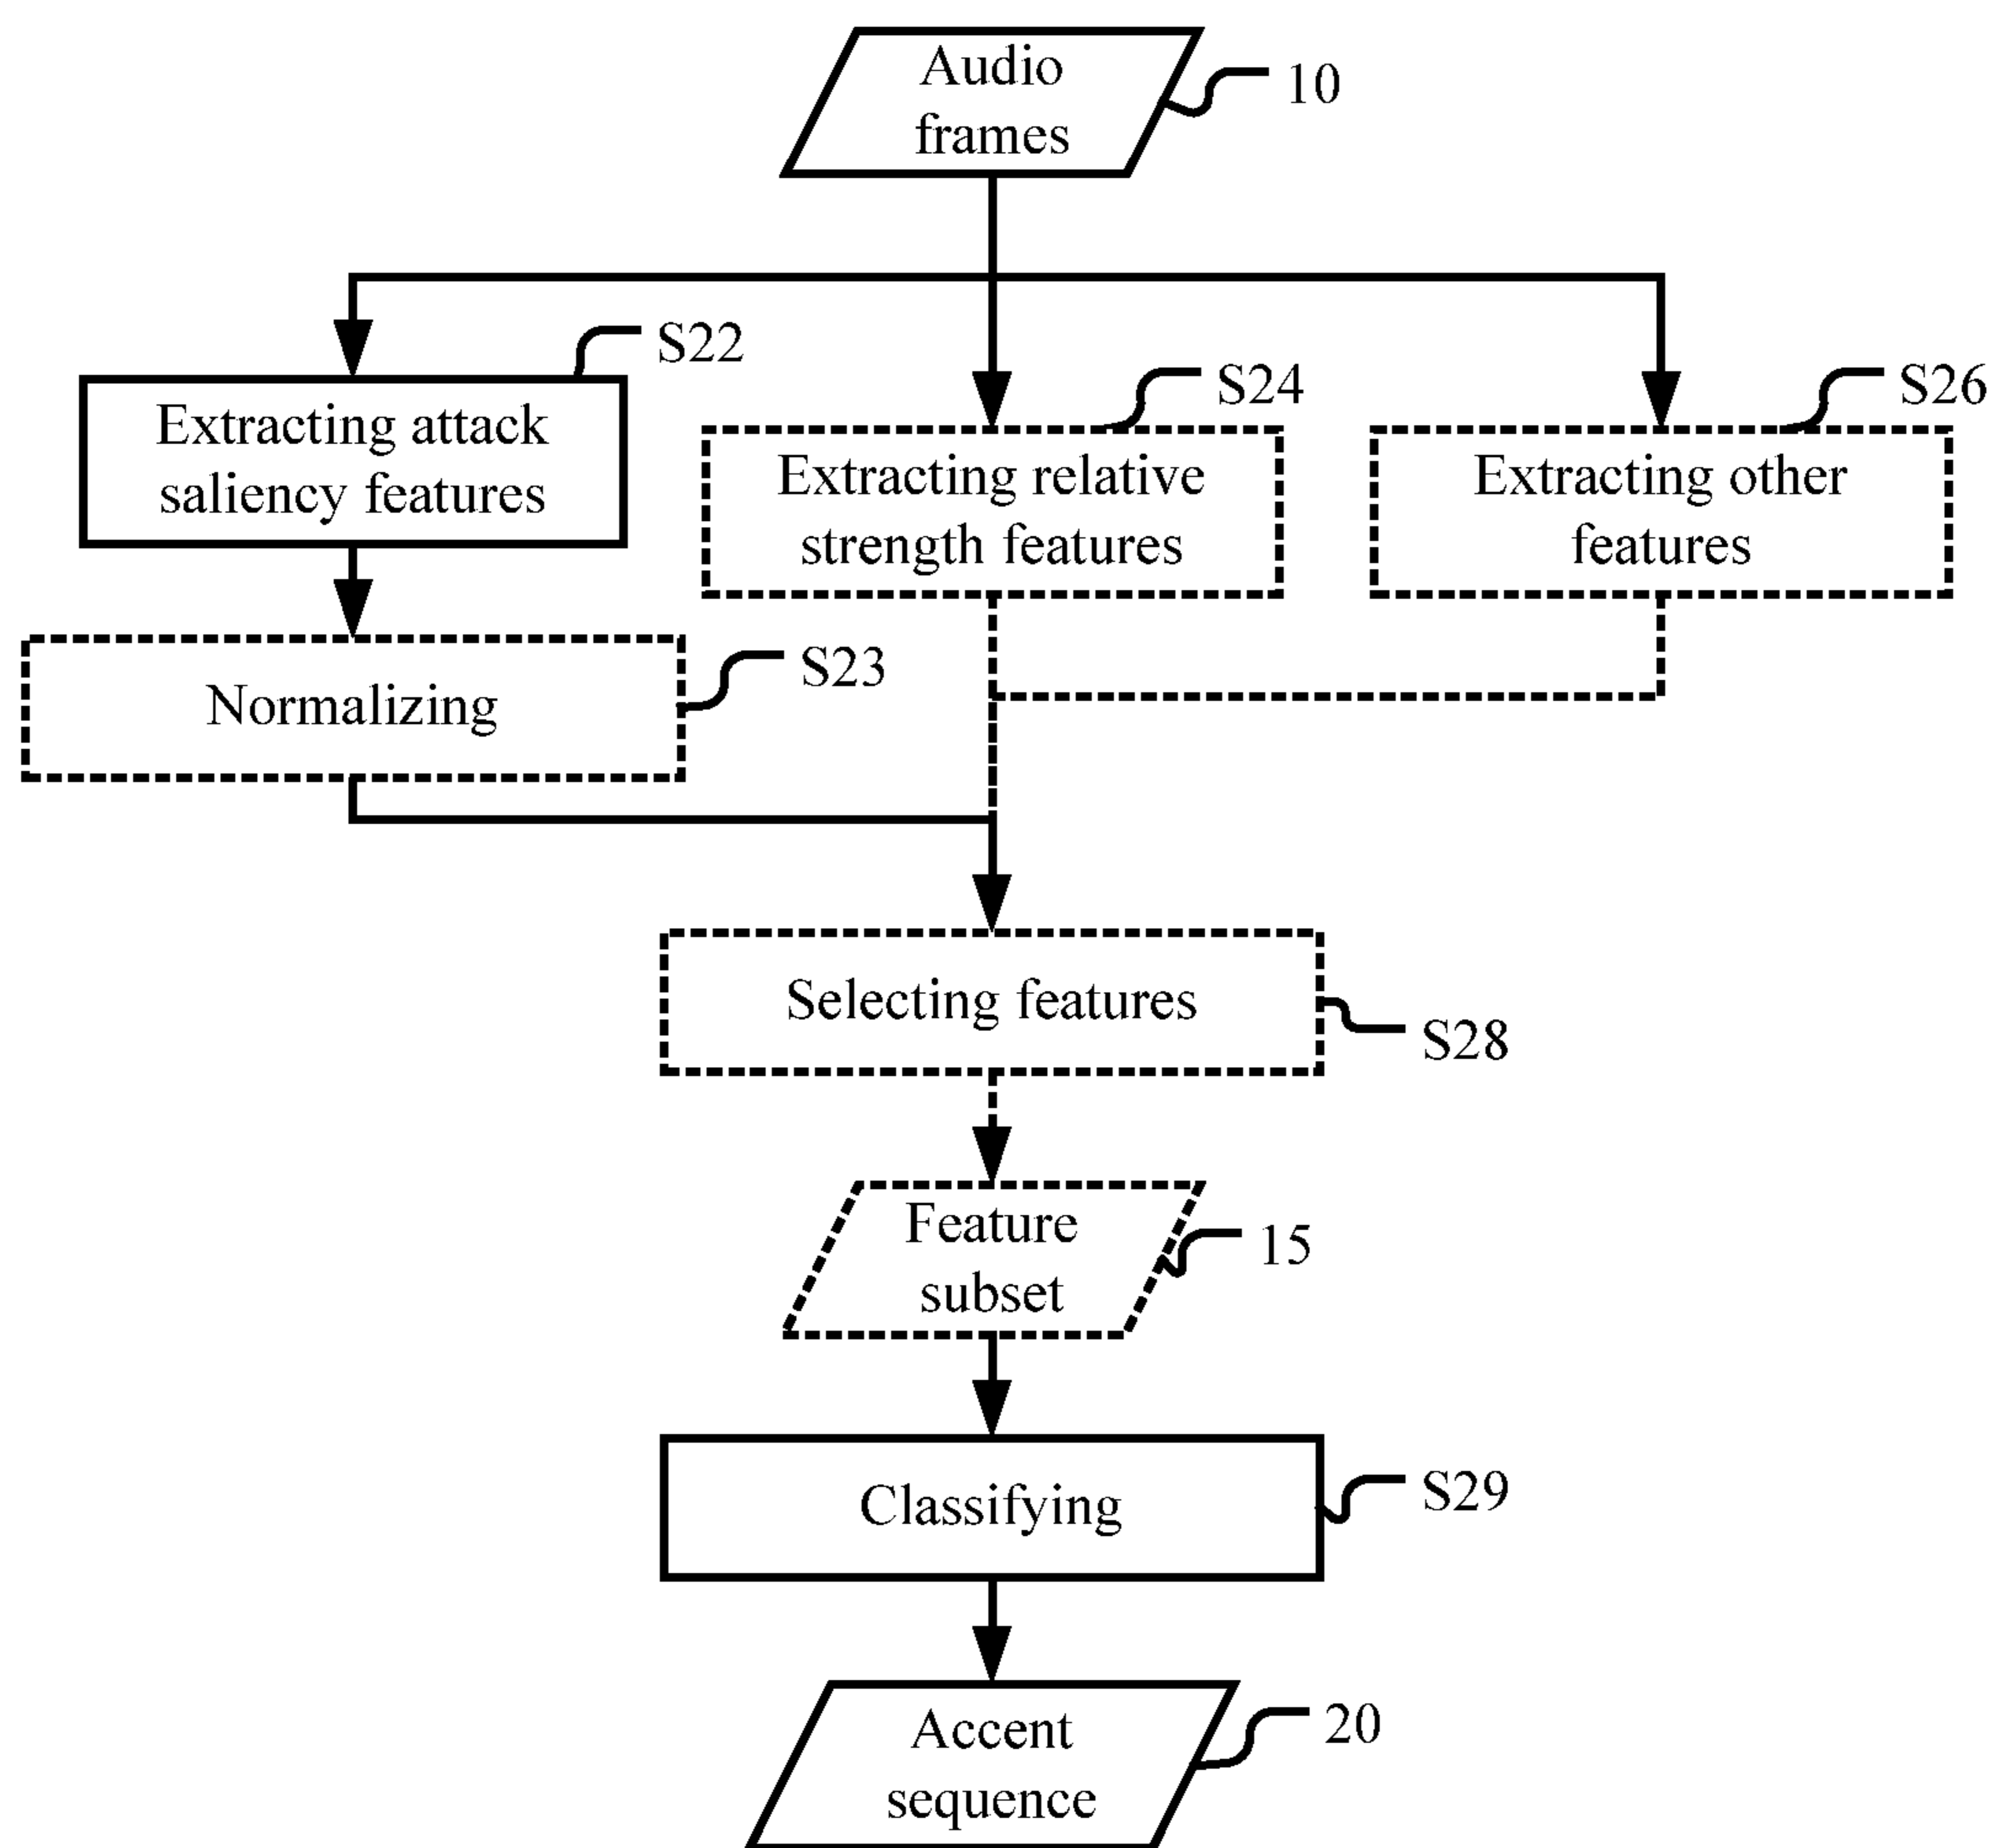 Audio
frames
10
S22
Extracting attack
saliency features
S24
Extracting relative
strength features
S26
Extracting other
features
Normalizing
S23
Selecting features
S28
Feature
subset
15
Classifying
S29
Accent
sequence
20